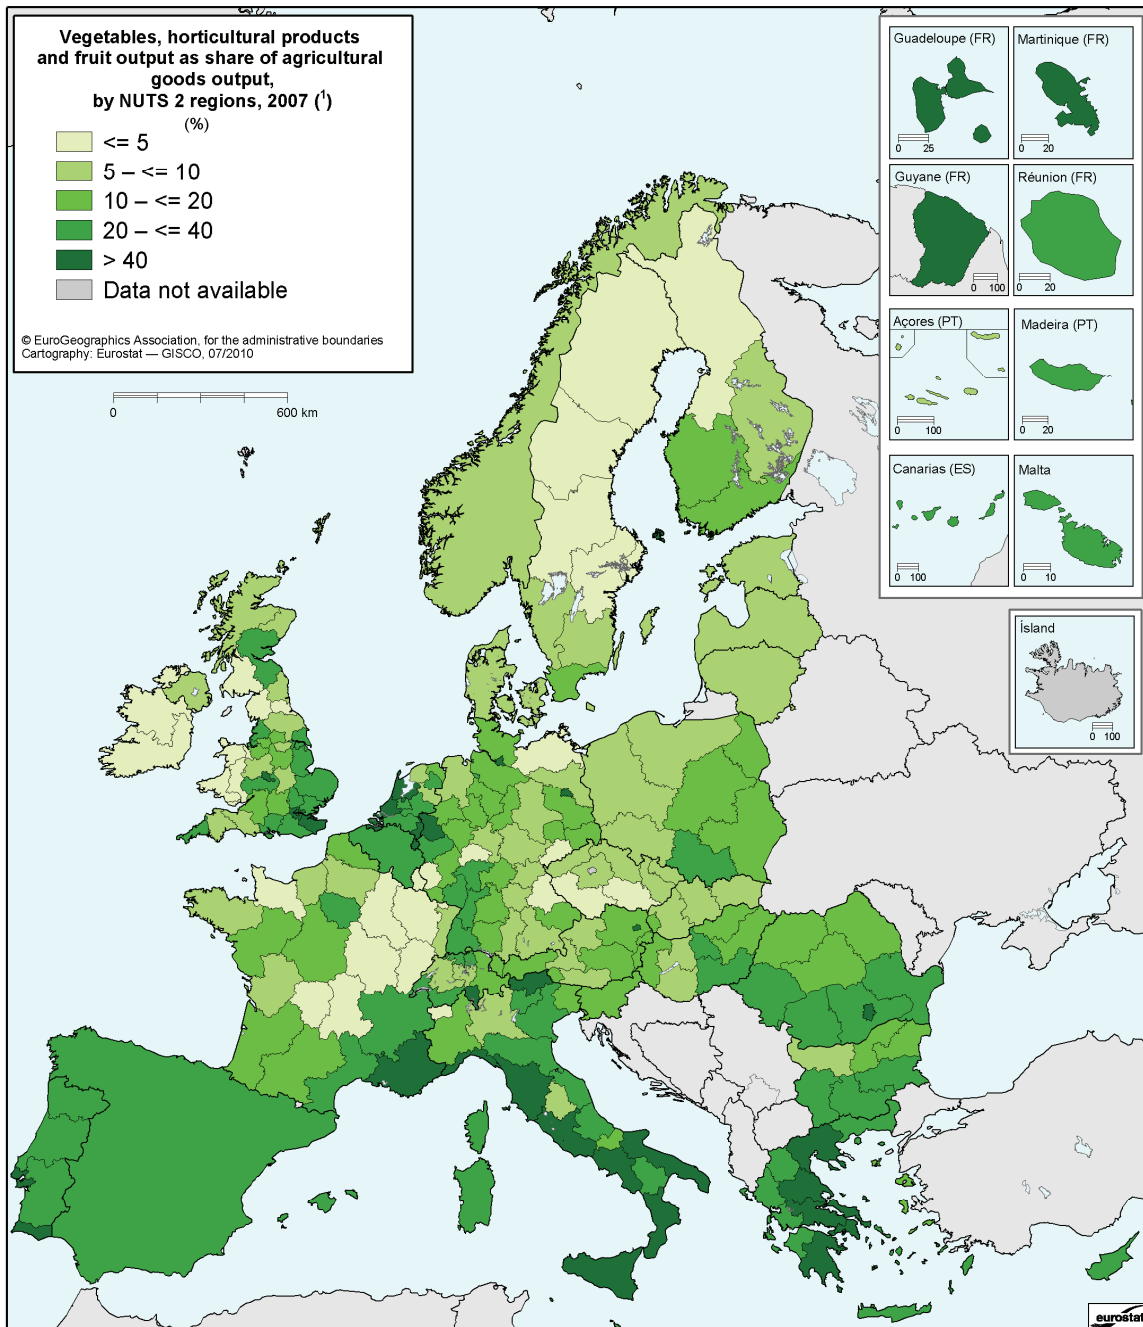 Vegetables, horticultural products
and fruit output as share of agricultural
goods output,
by NUTS 2 regions, 2007 (¹)
(%)
<= 5
5 – <= 10
10 – <= 20
20 – <= 40
> 40
Data not available
© EuroGeographics Association, for the administrative boundaries
Cartography: Eurostat — GISCO, 07/2010
0 600 km
Guadeloupe (FR)
0 25
Martinique (FR)
0 20
Guyane (FR)
0 100
Réunion (FR)
0 20
Açores (PT)
0 100
Madeira (PT)
0 20
Canarias (ES)
0 100
Malta
0 10
Ísland
0 100
eurostat